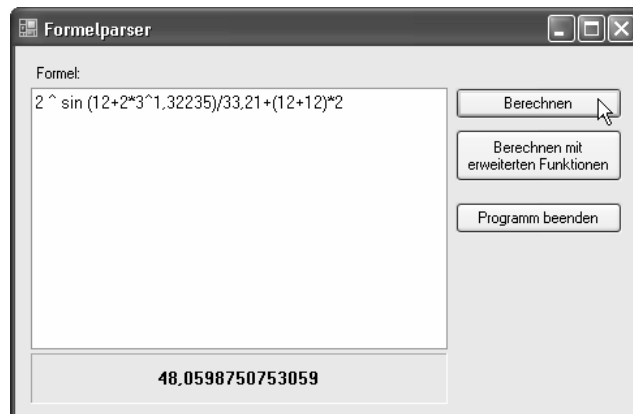 Formelparser
Formel:
2 ^ sin (12+2*3^1,32235)/33,21+(12+12)*2
Berechnen
Berechnen mit
erweiterten Funktionen
Programm beenden
48,0598750753059